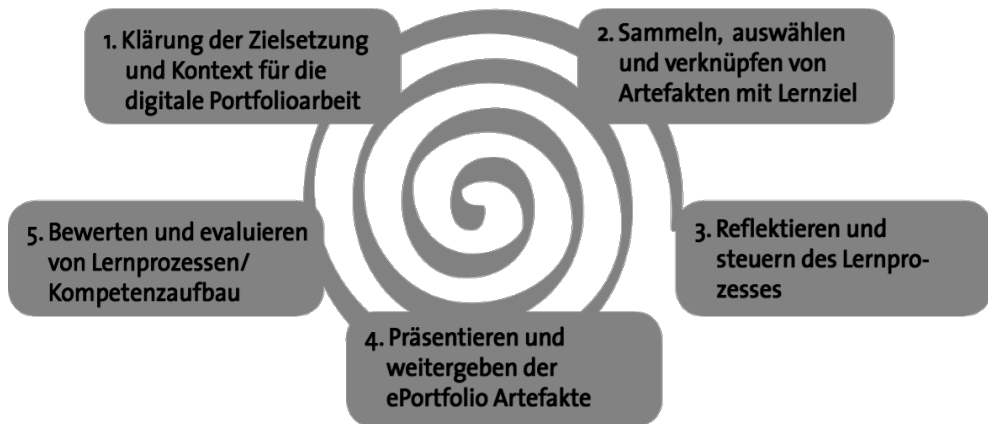 1. Klärung der Zielsetzung
und Kontext für die
digitale Portfolioarbeit
2. Sammeln, auswählen
und verknüpfen von
Artefakten mit Lernziel
3. Reflektieren und
steuern des Lernpro-
zesses
4. Präsentieren und
weitergeben der
ePortfolio Artefakte
5. Bewerten und evaluieren
von Lernprozessen/
Kompetenzaufbau